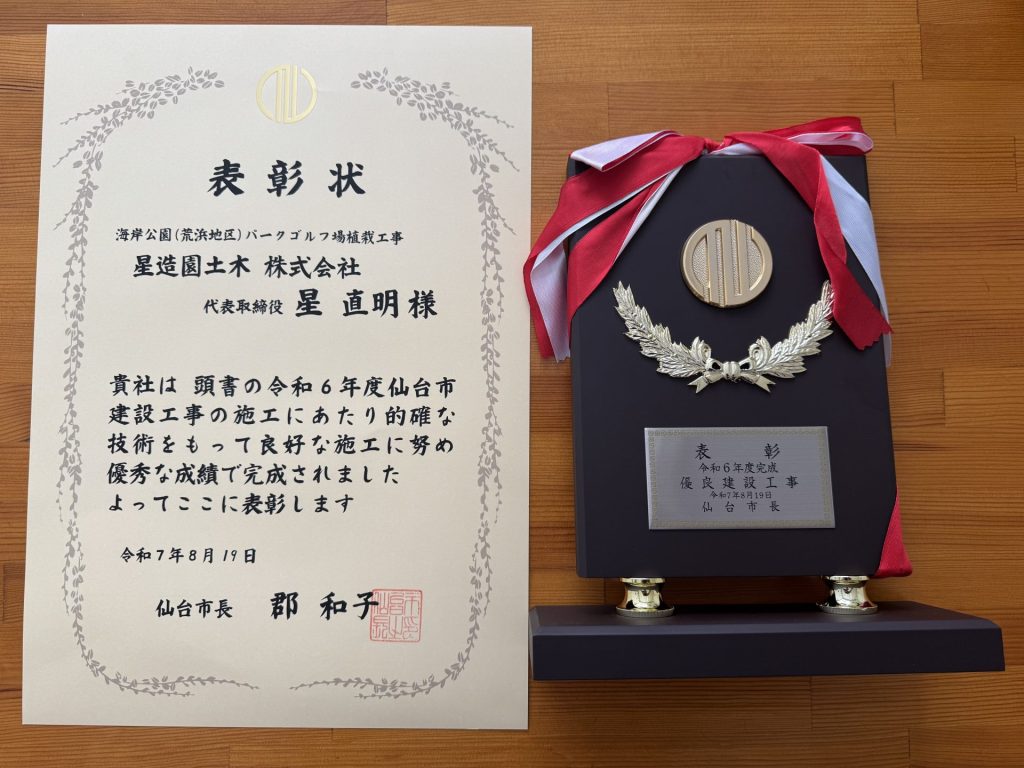 表彰状
海岸公園(荒浜地区)パークゴルフ場植栽工事
星造園土木 株式会社
代表取締役 星 直明様
貴社は 頭書の令和6年度仙台市
建設工事の施工にあたり的確な
技術をもって良好な施工に努め
優秀な成績で完成されました
よってここに表彰します
令和7年8月19日
仙台市長 郡 和子
表 彰
令和6年度完成
優良建設工事
令和7年8月19日
仙台市長